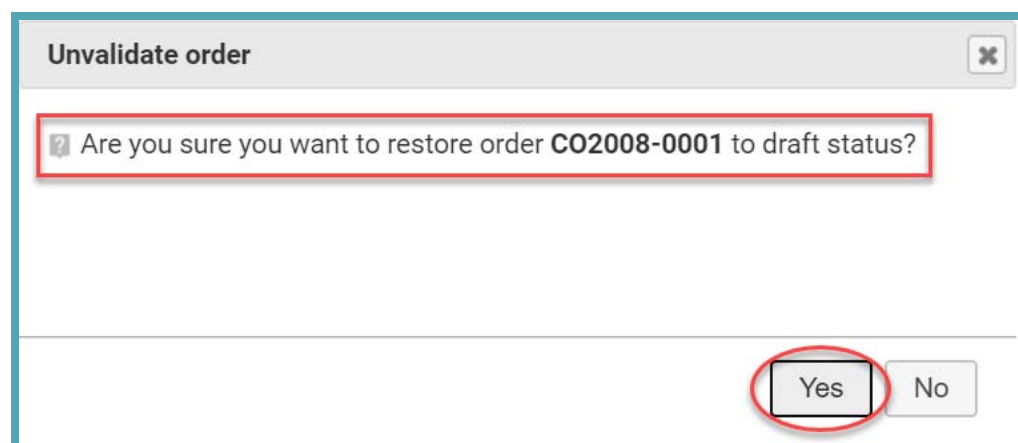 Unvalidate order
Are you sure you want to restore order CO2008-0001 to draft status?
Yes No